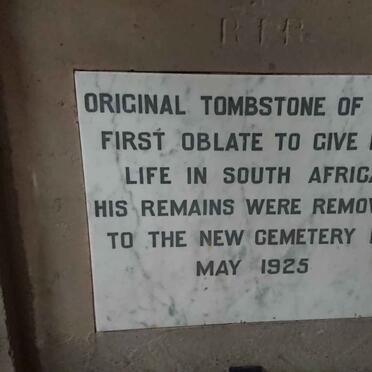 R.I.P.
ORIGINAL TOMBSTONE OF
FIRST OBLATE TO GIVE
LIFE IN SOUTH AFRICA
HIS REMAINS WERE REMOV
TO THE NEW CEMETERY
MAY 1925